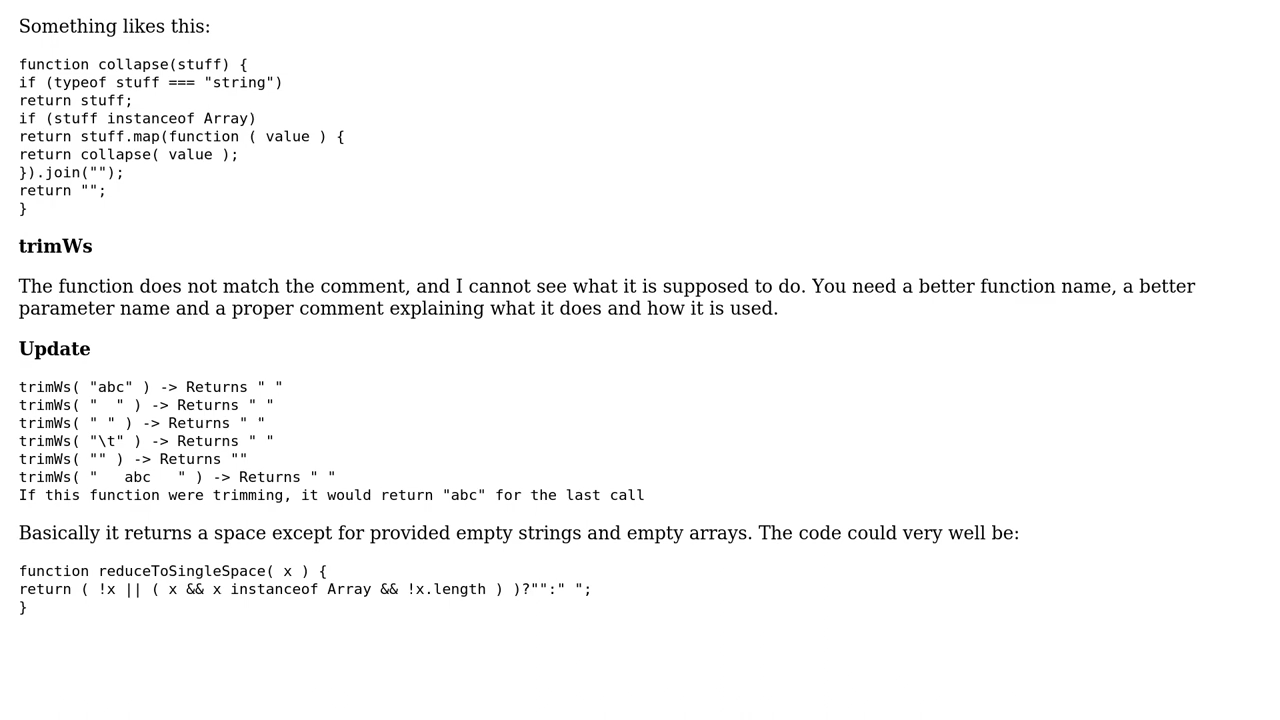 Something likes this:
function collapse(stuff) {
if (typeof stuff === "string")
return stuff;
if (stuff instanceof Array)
return stuff.map(function ( value ) {
return collapse( value );
}).join("");
return "";
}
trimWs
The function does not match the comment, and I cannot see what it is supposed to do. You need a better function name, a better
parameter name and a proper comment explaining what it does and how it is used.
Update
trimWs( "abc" ) -> Returns " "
trimWs( "  " ) -> Returns " "
trimWs( " " ) -> Returns " "
trimWs( "\t" ) -> Returns " "
trimWs( "" ) -> Returns ""
trimWs( "   abc   " ) -> Returns " "
If this function were trimming, it would return "abc" for the last call
Basically it returns a space except for provided empty strings and empty arrays. The code could very well be:
function reduceToSingleSpace( x ) {
return ( !x || ( x && x instanceof Array && !x.length ) )?"":" ";
}